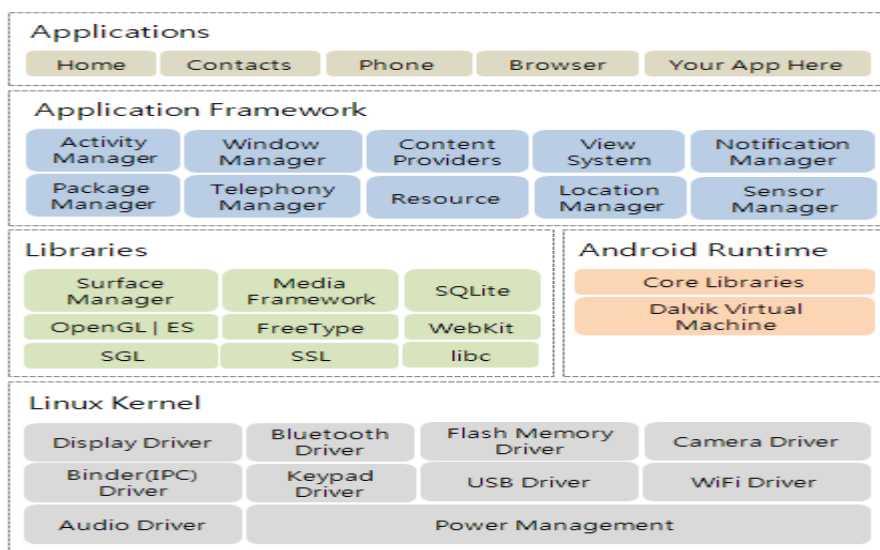 Applications
Home
Contacts
Phone
Browser
Your App Here
Application Framework
Activity
Manager
Window
Manager
Content
Providers
View
System
Notification
Manager
Package
Manager
Telephony
Manager
Resource
Location
Manager
Sensor
Manager
Libraries
Surface
Manager
Media
Framework
SQLite
OpenGL | ES
FreeType
WebKit
SGL
SSL
libc
Android Runtime
Core Libraries
Dalvik Virtual
Machine
Linux Kernel
Display Driver
Bluetooth
Driver
Flash Memory
Driver
Camera Driver
Binder(IPC)
Driver
Keypad
Driver
USB Driver
WiFi Driver
Audio Driver
Power Management